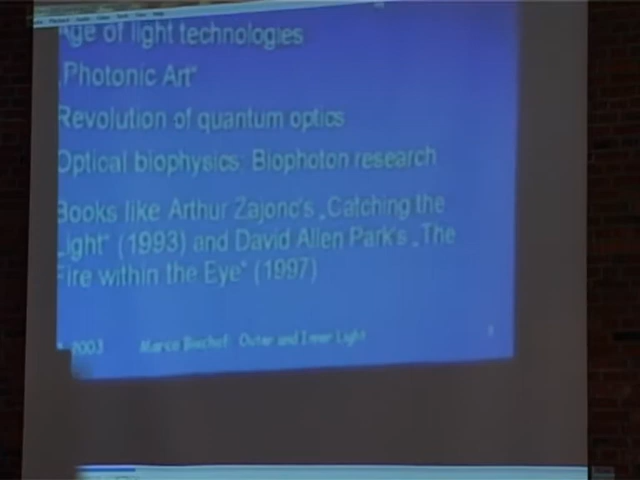 Age of light technologies
„Photonic Art“
Revolution of quantum optics
Optical biophysics: Biophoton research
Books like Arthur Zajonc's „Catching the
Light“ (1993) and David Allen Park's „The
Fire within the Eye“ (1997)
2003 Marco Bischof: Outer and Inner Light